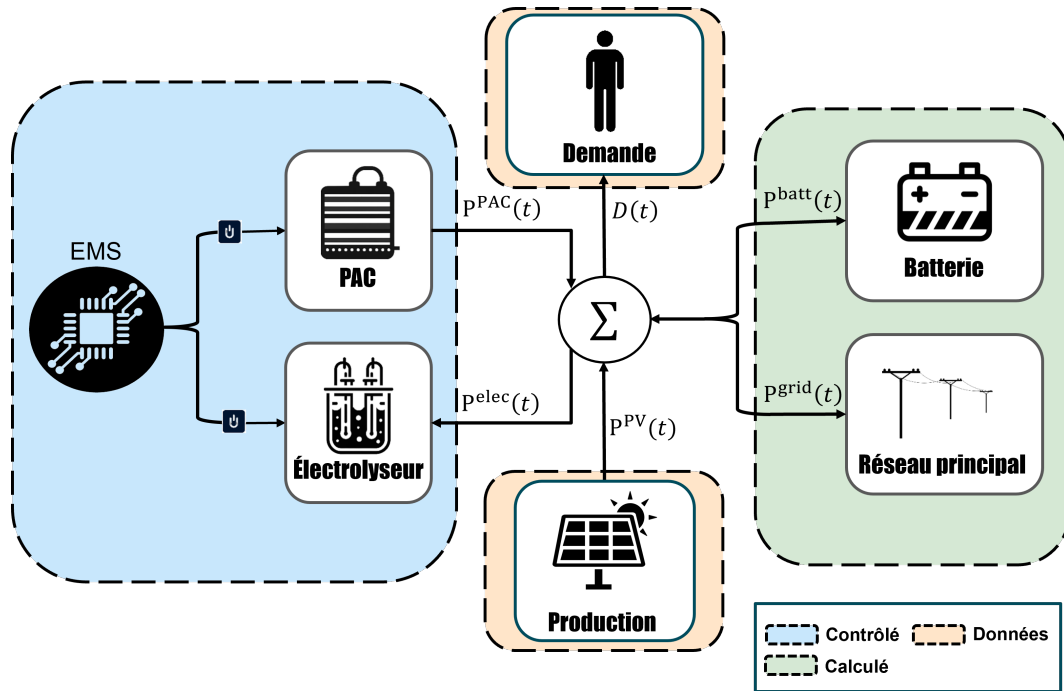 Demande
P^PAC(t)
D(t)
P^batt(t)
EMS
PAC
Batterie
Σ
P^elec(t)
P^PV(t)
P^grid(t)
Électrolyseur
Réseau principal
Production
Contrôlé
Données
Calculé